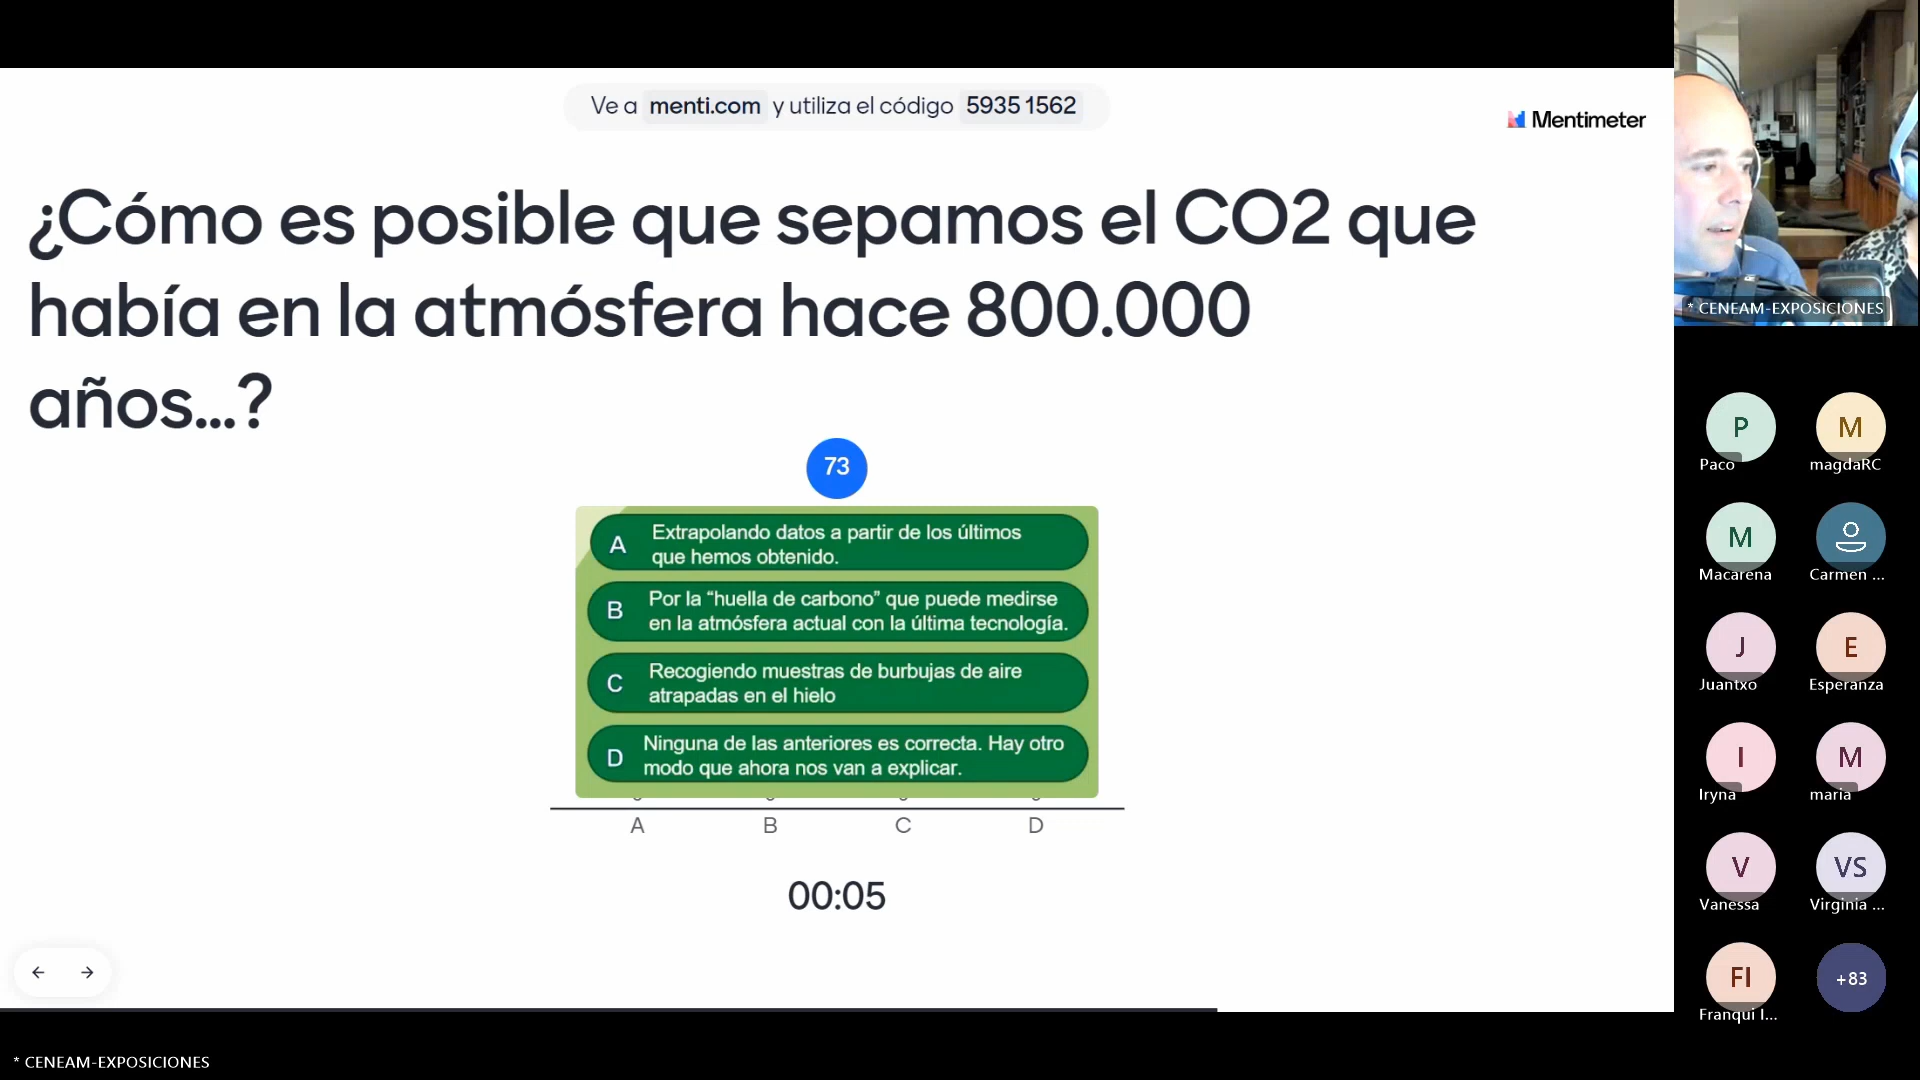 Ve a menti.com y utiliza el código 5935 1562
Mentimeter
¿Cómo es posible que sepamos el CO2 que
había en la atmósfera hace 800.000
años...?
73
A Extrapolando datos a partir de los últimos
que hemos obtenido.
B Por la “huella de carbono” que puede medirse
en la atmósfera actual con la última tecnología.
C Recogiendo muestras de burbujas de aire
atrapadas en el hielo
D Ninguna de las anteriores es correcta. Hay otro
modo que ahora nos van a explicar.
A B C D
00:05
* CENEAM-EXPOSICIONES
P M
Paco magdaRC
M
Macarena Carmen ...
J E
Juantxo Esperanza
I M
Iryna maria
V VS
Vanessa Virginia ...
FI +83
Franqui I...
* CENEAM-EXPOSICIONES